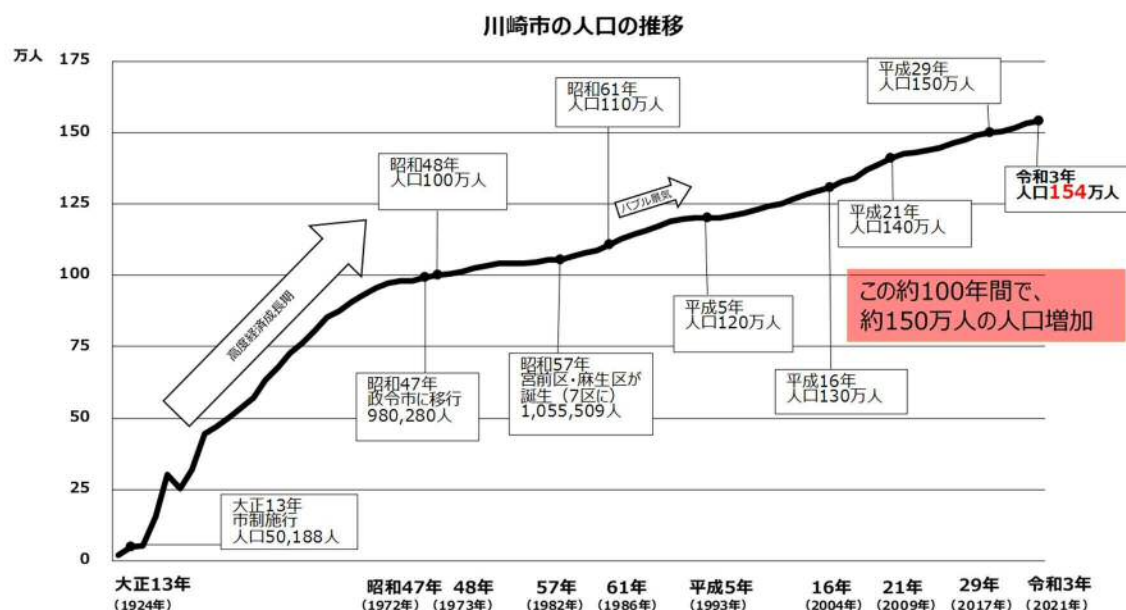 川崎市の人口の推移
万人
175
150
125
100
75
50
25
0
高度経済成長期
バブル景気
大正13年
市制施行
人口50,188人
昭和47年
政令市に移行
980,280人
昭和48年
人口100万人
昭和57年
宮前区・麻生区が
誕生（7区に）
1,055,509人
昭和61年
人口110万人
平成5年
人口120万人
平成16年
人口130万人
平成21年
人口140万人
平成29年
人口150万人
令和3年
人口154万人
この約100年間で、
約150万人の人口増加
大正13年 昭和47年 48年 57年 61年 平成5年 16年 21年 29年 令和3年
（1924年） （1972年） （1973年） （1982年） （1986年） （1993年） （2004年） （2009年） （2017年） （2021年）